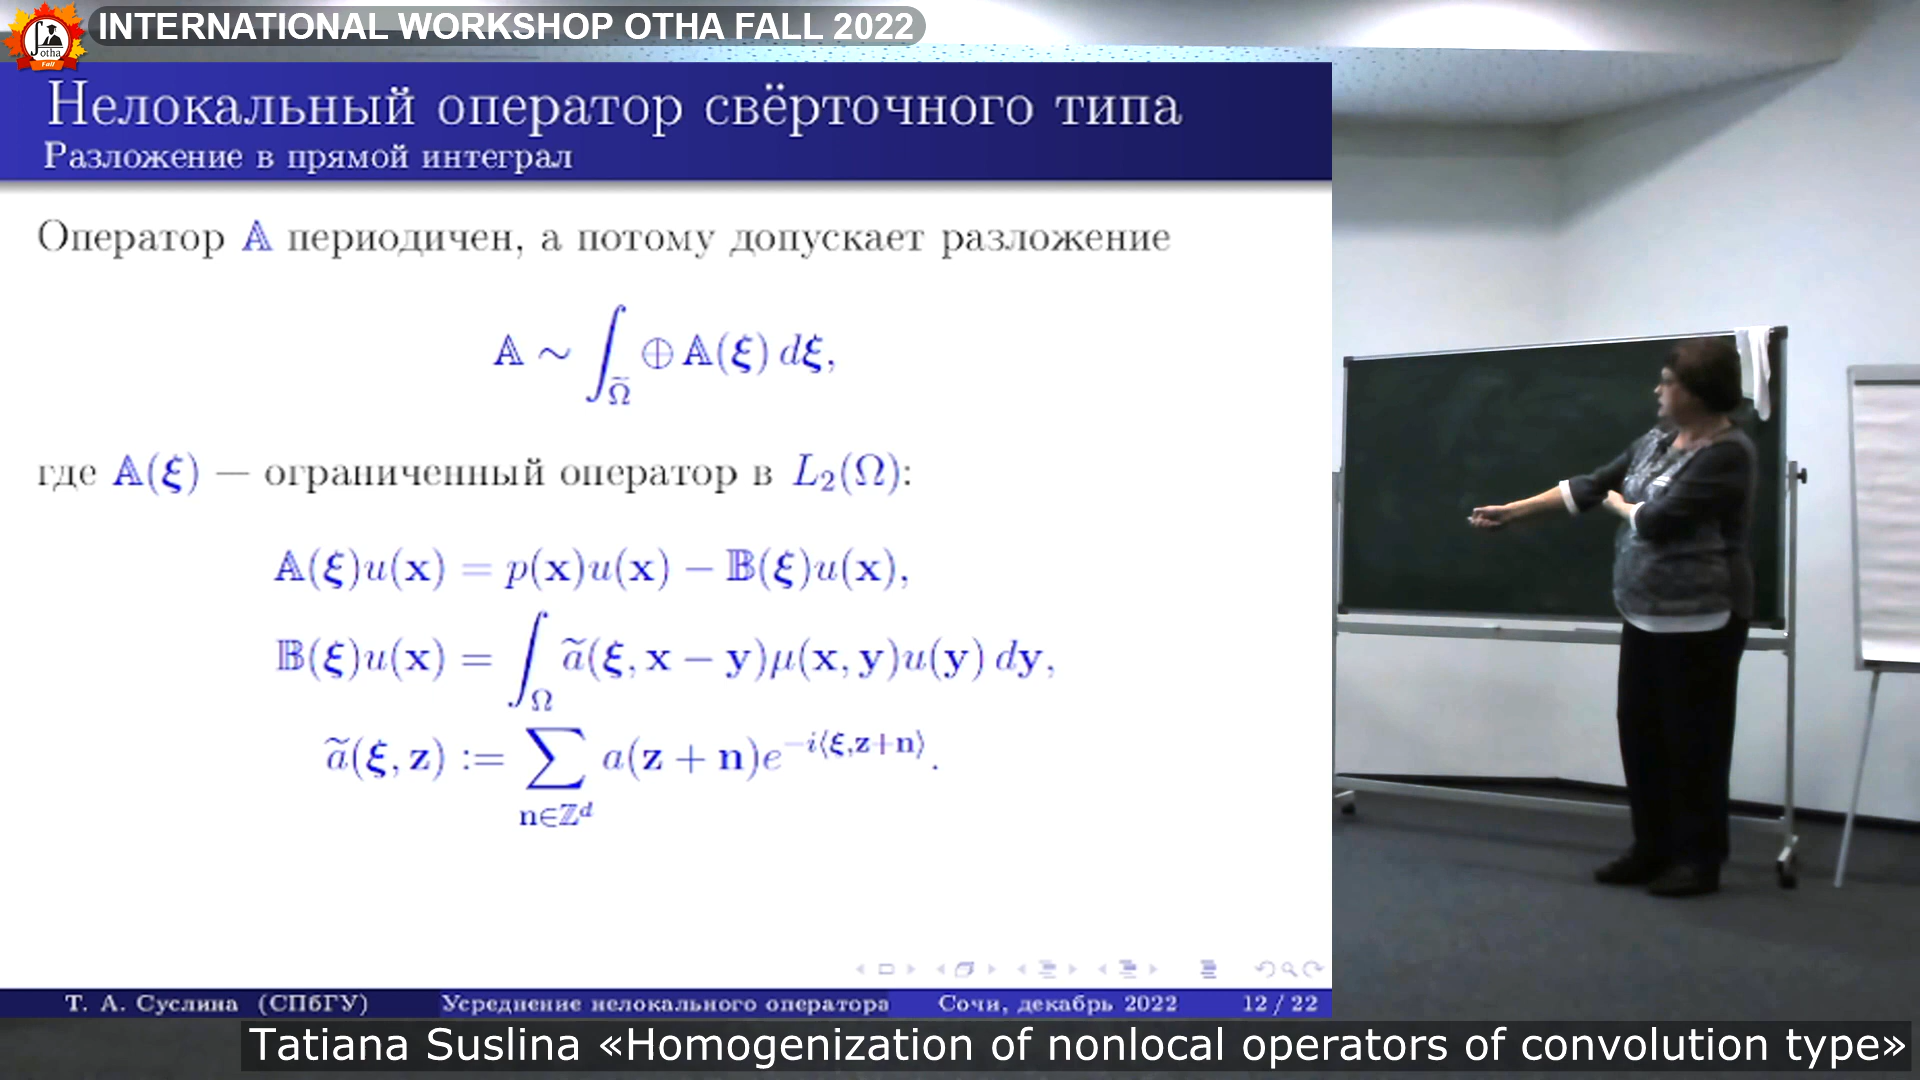 INTERNATIONAL WORKSHOP OTHA FALL 2022
otha
Fall
Нелокальный оператор свёрточного типа
Разложение в прямой интеграл
Оператор 𝔸 периодичен, а потому допускает разложение
𝔸 ∼ ∫_Ω̃ ⊕ 𝔸(ξ) dξ,
где 𝔸(ξ) — ограниченный оператор в L₂(Ω):
𝔸(ξ)u(x) = p(x)u(x) − 𝔹(ξ)u(x),
𝔹(ξ)u(x) = ∫_Ω ã(ξ, x − y)μ(x, y)u(y) dy,
ã(ξ, z) := ∑_{n∈ℤ^d} a(z + n)e^{−i⟨ξ,z+n⟩}.
Т. А. Суслина (СПбГУ) Усреднение нелокального оператора Сочи, декабрь 2022 12 / 22
Tatiana Suslina «Homogenization of nonlocal operators of convolution type»